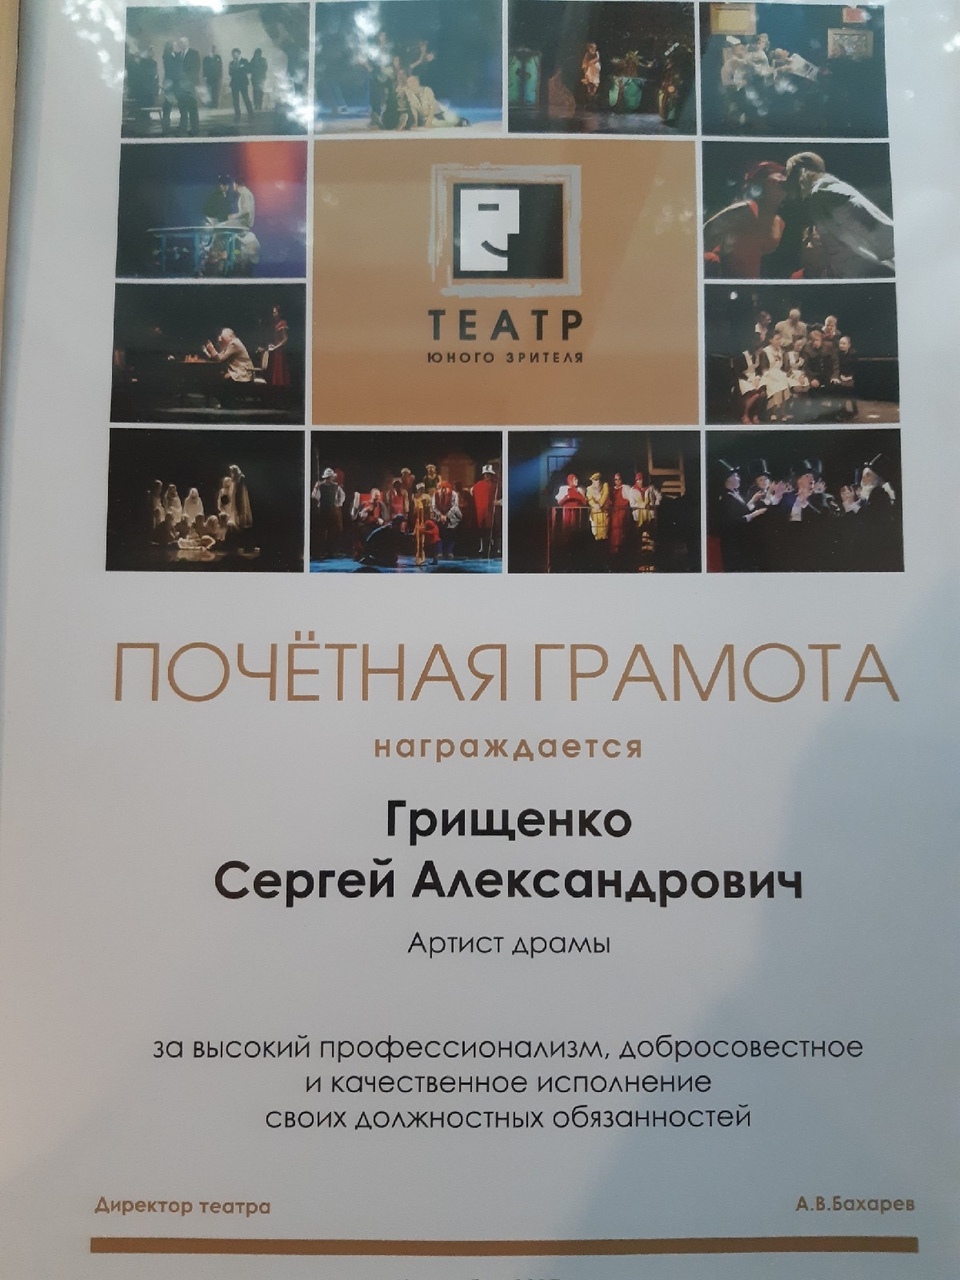 ТЕАТР
ЮНОГО ЗРИТЕЛЯ
ПОЧЁТНАЯ ГРАМОТА
награждается
Грищенко
Сергей Александрович
Артист драмы
за высокий профессионализм, добросовестное
и качественное исполнение
своих должностных обязанностей
Директор театра
А.В.Бахарев